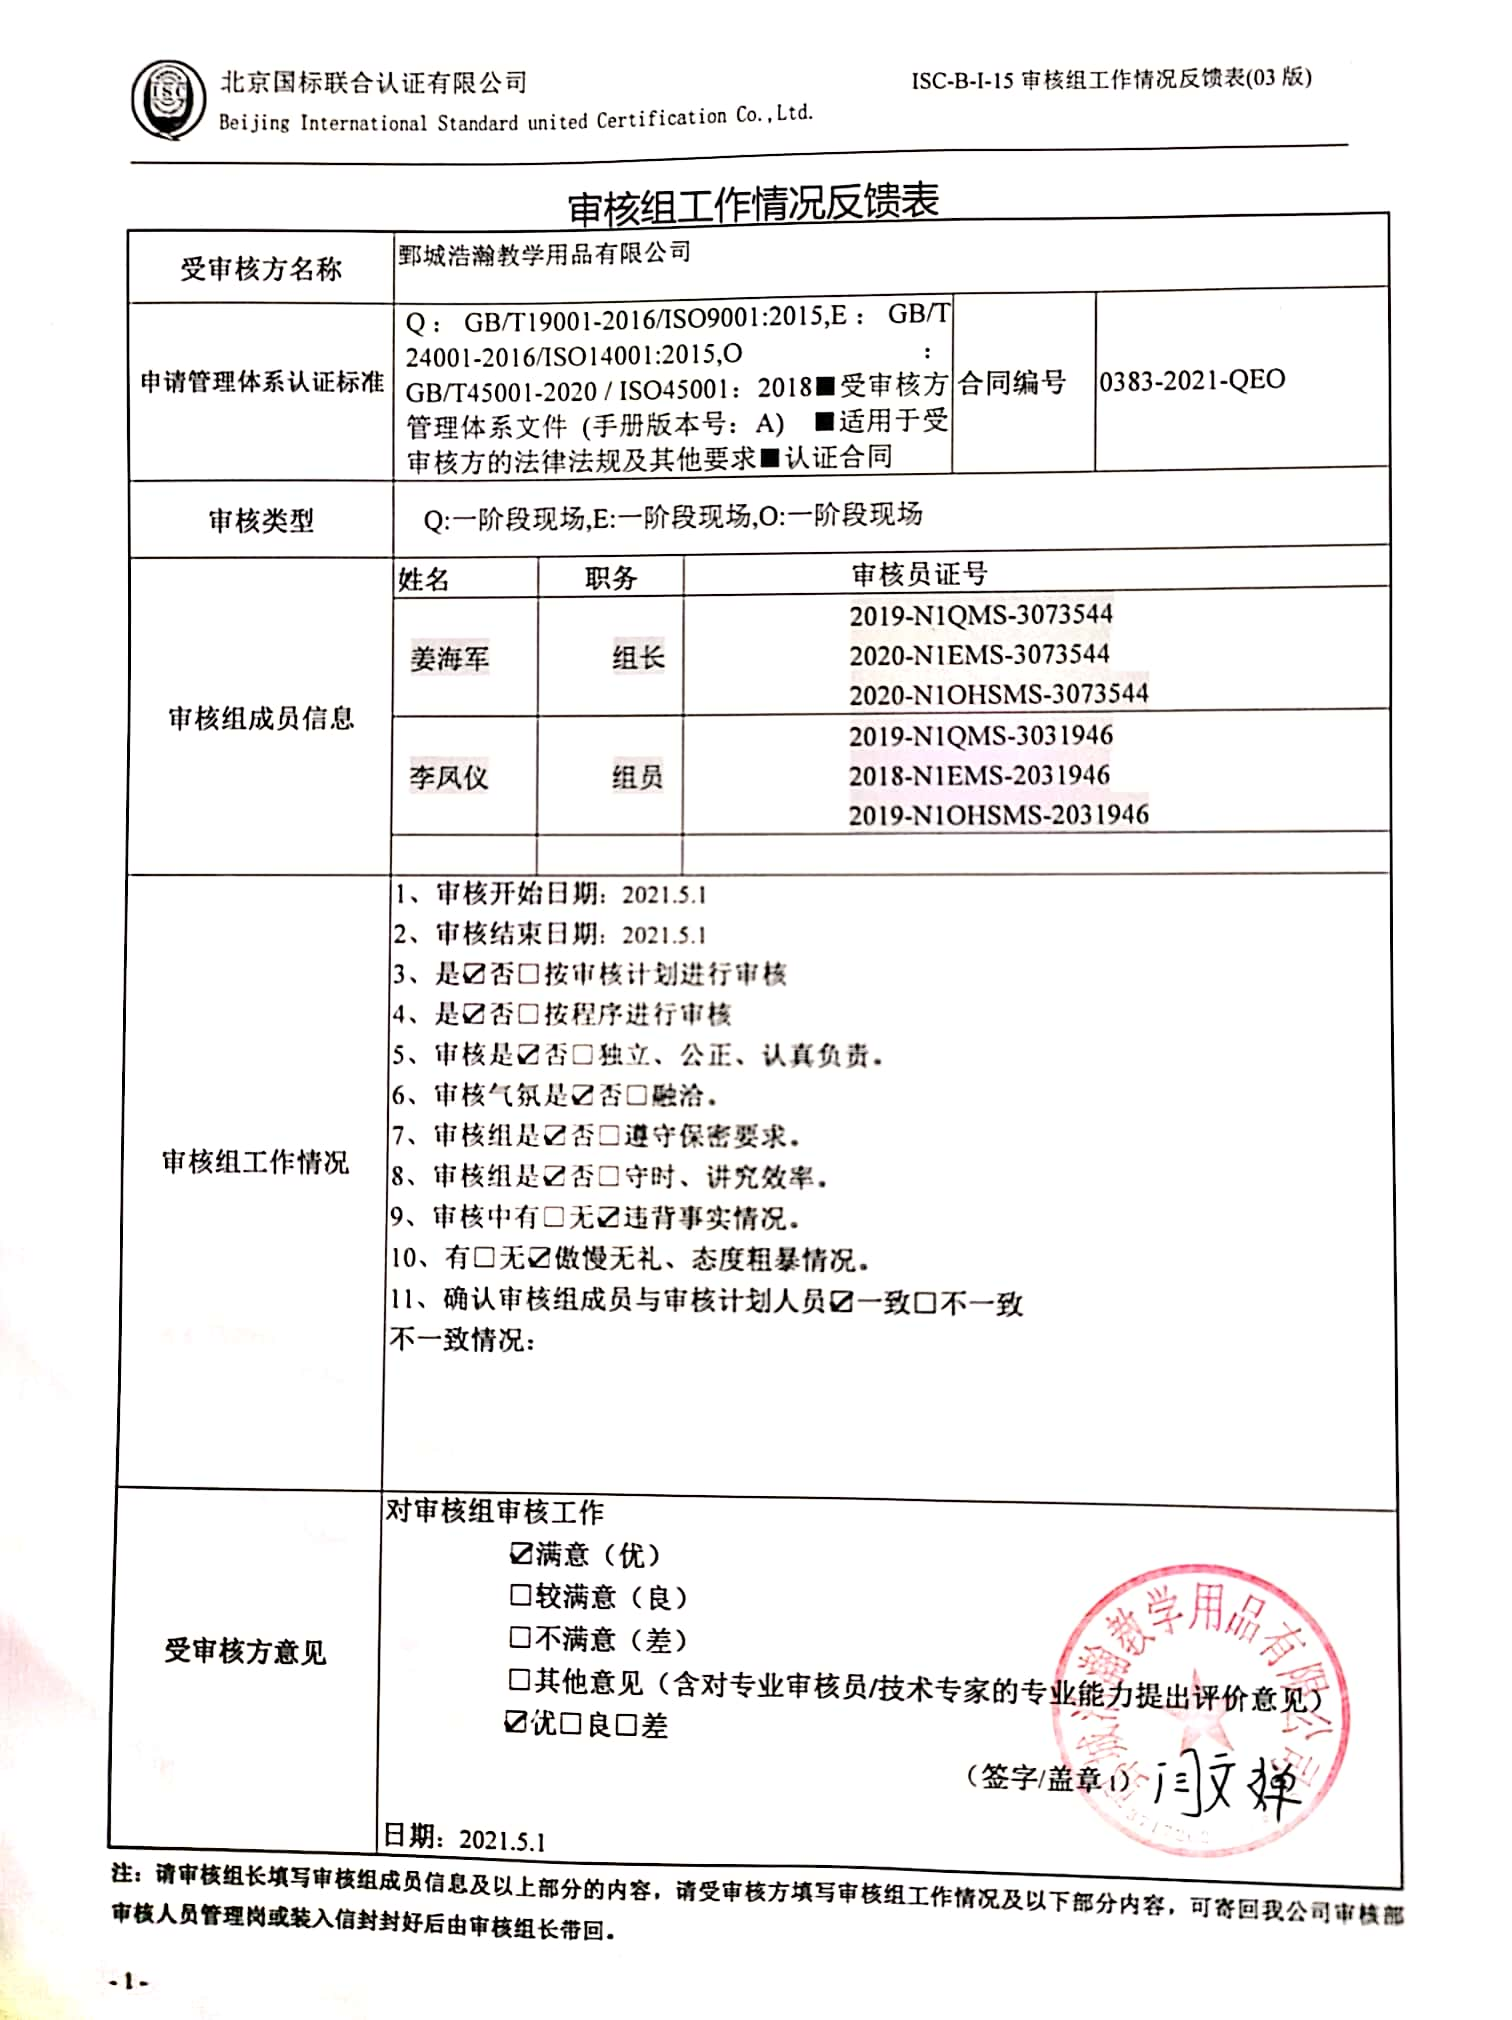 北京国标联合认证有限公司
Beijing International Standard united Certification Co.,Ltd.
ISC-B-I-15 审核组工作情况反馈表(03 版)
ISC
审核组工作情况反馈表
受审核方名称
鄄城浩瀚教学用品有限公司
申请管理体系认证标准
Q： GB/T19001-2016/ISO9001:2015,E： GB/T
24001-2016/ISO14001:2015,O ：
GB/T45001-2020 / ISO45001：2018■受审核方
管理体系文件（手册版本号：A） ■适用于受
审核方的法律法规及其他要求■认证合同
合同编号
0383-2021-QEO
审核类型
Q:一阶段现场,E:一阶段现场,O:一阶段现场
审核组成员信息
姓名 职务 审核员证号
姜海军 组长
2019-N1QMS-3073544
2020-N1EMS-3073544
2020-N1OHSMS-3073544
李凤仪 组员
2019-N1QMS-3031946
2018-N1EMS-2031946
2019-N1OHSMS-2031946
审核组工作情况
1、审核开始日期：2021.5.1
2、审核结束日期：2021.5.1
3、是☑否□按审核计划进行审核
4、是☑否□按程序进行审核
5、审核是☑否□独立、公正、认真负责。
6、审核气氛是☑否□融洽。
7、审核组是☑否□遵守保密要求。
8、审核组是☑否□守时、讲究效率。
9、审核中有□无☑违背事实情况。
10、有□无☑傲慢无礼、态度粗暴情况。
11、确认审核组成员与审核计划人员☑一致□不一致
不一致情况：
受审核方意见
对审核组审核工作
☑满意（优）
□较满意（良）
□不满意（差）
□其他意见（含对专业审核员/技术专家的专业能力提出评价意见）
☑优□良□差
（签字/盖章：） 闫文婵
鄄城浩瀚教学用品有限公司
日期：2021.5.1
注：请审核组长填写审核组成员信息及以上部分的内容，请受审核方填写审核组工作情况及以下部分内容，可寄回我公司审核部
审核人员管理岗或装入信封封好后由审核组长带回。
- 1 -